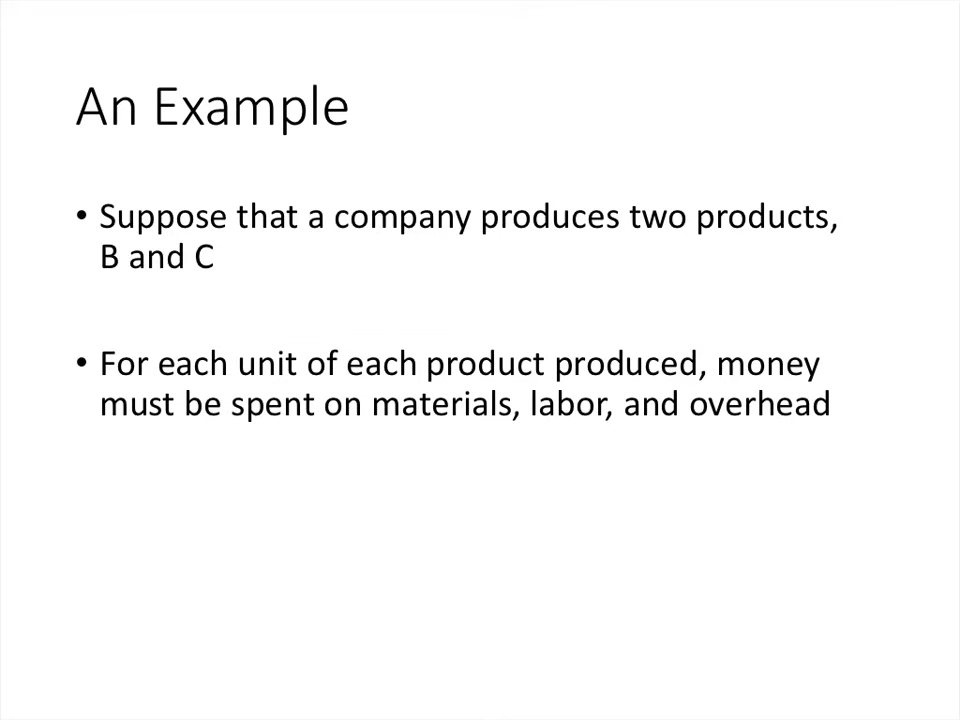 An Example
• Suppose that a company produces two products,
B and C
• For each unit of each product produced, money
must be spent on materials, labor, and overhead